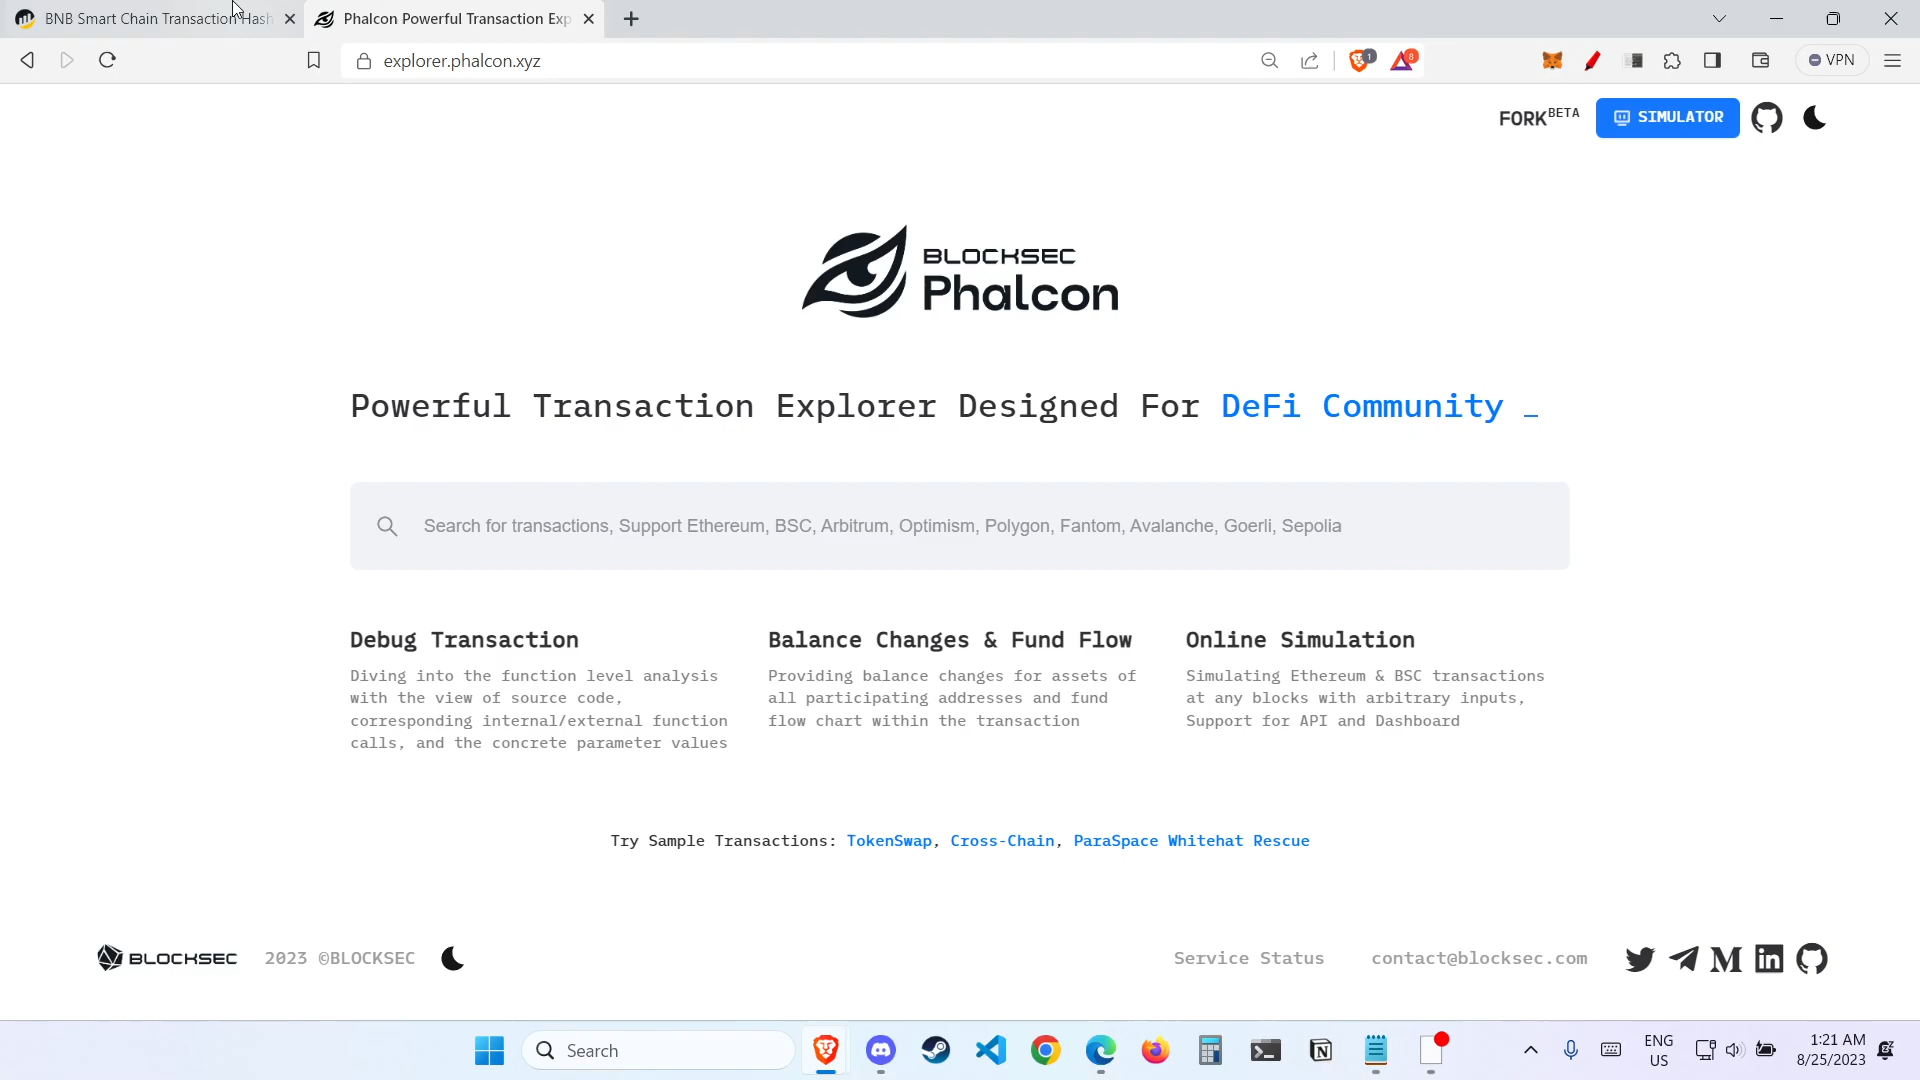 BNB Smart Chain Transaction Hash
Phalcon Powerful Transaction Exp
explorer.phalcon.xyz
1
8
VPN
FORK BETA
SIMULATOR
BLOCKSEC
Phalcon
Powerful Transaction Explorer Designed For DeFi Community _
Search for transactions, Support Ethereum, BSC, Arbitrum, Optimism, Polygon, Fantom, Avalanche, Goerli, Sepolia
Debug Transaction
Diving into the function level analysis
with the view of source code,
corresponding internal/external function
calls, and the concrete parameter values
Balance Changes & Fund Flow
Providing balance changes for assets of
all participating addresses and fund
flow chart within the transaction
Online Simulation
Simulating Ethereum & BSC transactions
at any blocks with arbitrary inputs,
Support for API and Dashboard
Try Sample Transactions: TokenSwap, Cross-Chain, ParaSpace Whitehat Rescue
BLOCKSEC
2023 ©BLOCKSEC
Service Status
contact@blocksec.com
Search
ENG
US
1:21 AM
8/25/2023